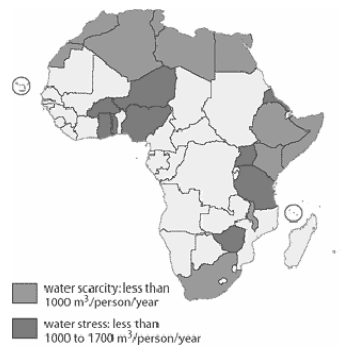 water scarcity: less than
1000 m³/person/year
water stress: less than
1000 to 1700 m³/person/year